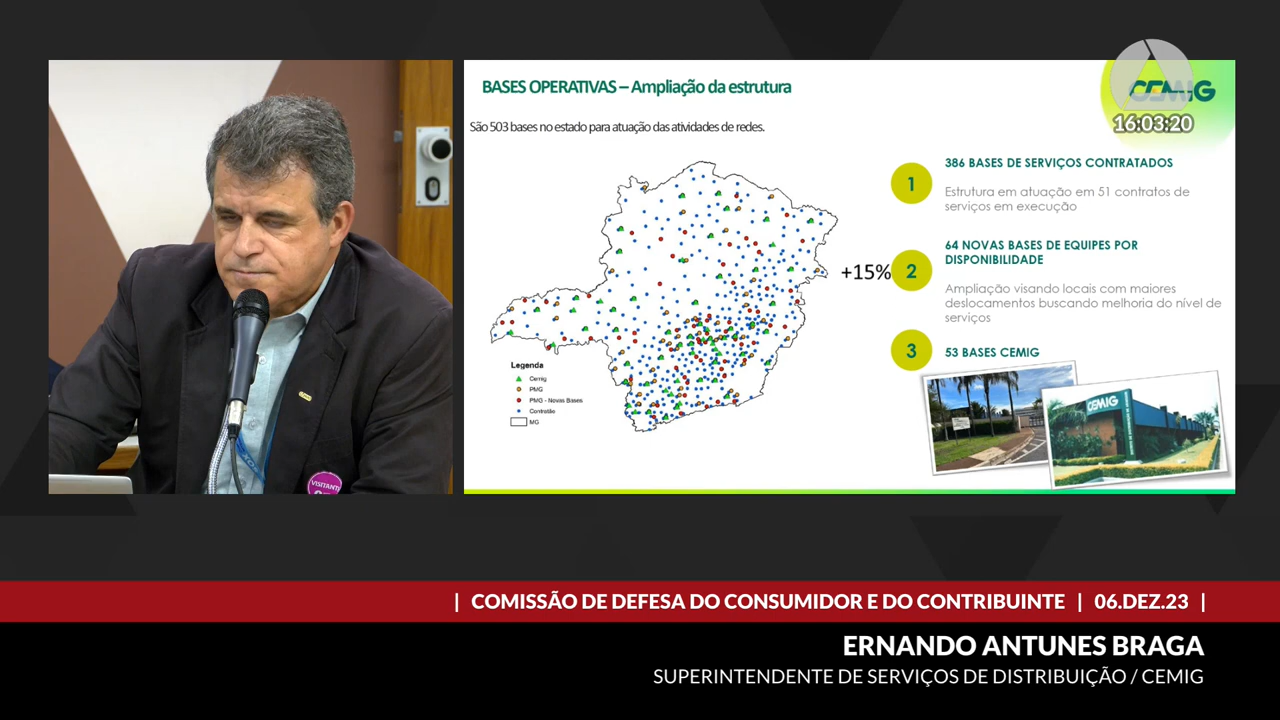 BASES OPERATIVAS – Ampliação da estrutura
CEMIG
16:03:20
São 503 bases no estado para atuação das atividades de redes.
1
386 BASES DE SERVIÇOS CONTRATADOS
Estrutura em atuação em 51 contratos de
serviços em execução
+15%
2
64 NOVAS BASES DE EQUIPES POR
DISPONIBILIDADE
Ampliação visando locais com maiores
deslocamentos buscando melhoria do nível de
serviços
3
53 BASES CEMIG
Legenda
Cemig
PMG
PMG - Novas Bases
Contratão
MG
CEMIG
VISITANTE
| COMISSÃO DE DEFESA DO CONSUMIDOR E DO CONTRIBUINTE | 06.DEZ.23 |
ERNANDO ANTUNES BRAGA
SUPERINTENDENTE DE SERVIÇOS DE DISTRIBUIÇÃO / CEMIG